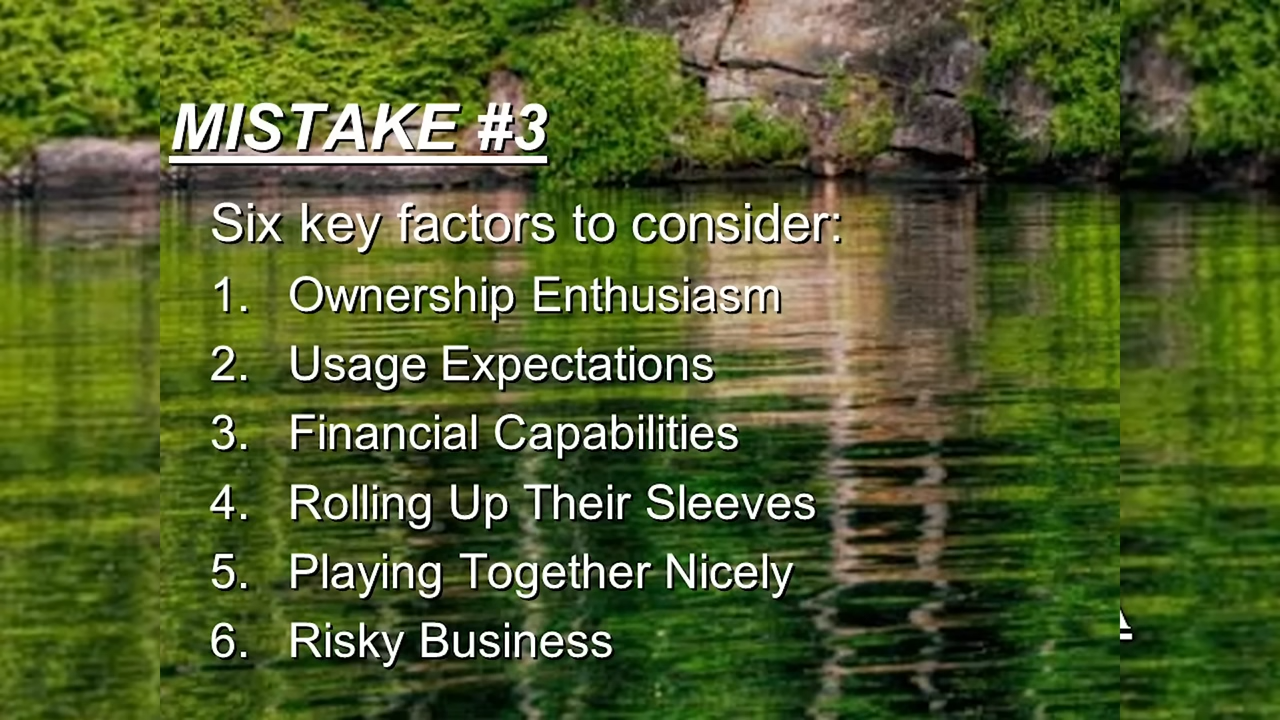 MISTAKE #3
Six key factors to consider:
1. Ownership Enthusiasm
2. Usage Expectations
3. Financial Capabilities
4. Rolling Up Their Sleeves
5. Playing Together Nicely
6. Risky Business